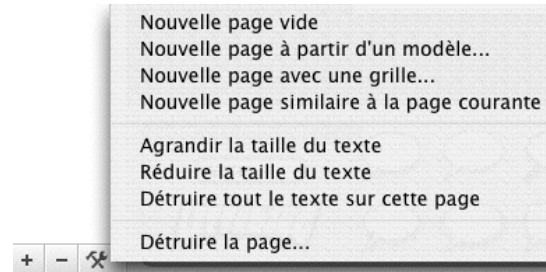 Nouvelle page vide
Nouvelle page à partir d'un modèle...
Nouvelle page avec une grille...
Nouvelle page similaire à la page courante
Agrandir la taille du texte
Réduire la taille du texte
Détruire tout le texte sur cette page
Détruire la page...
+ −